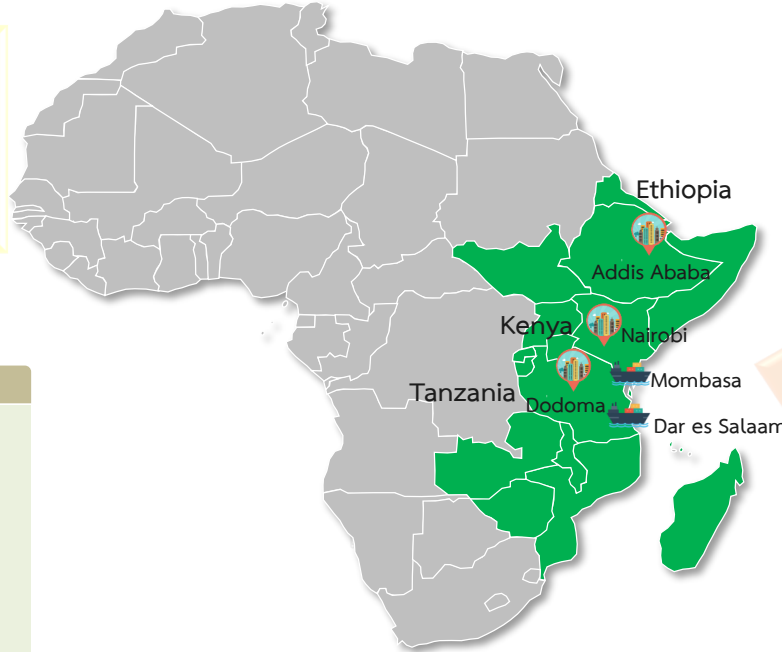 Ethiopia
Addis Ababa
Kenya
Nairobi
Mombasa
Tanzania
Dodoma
Dar es Salaam